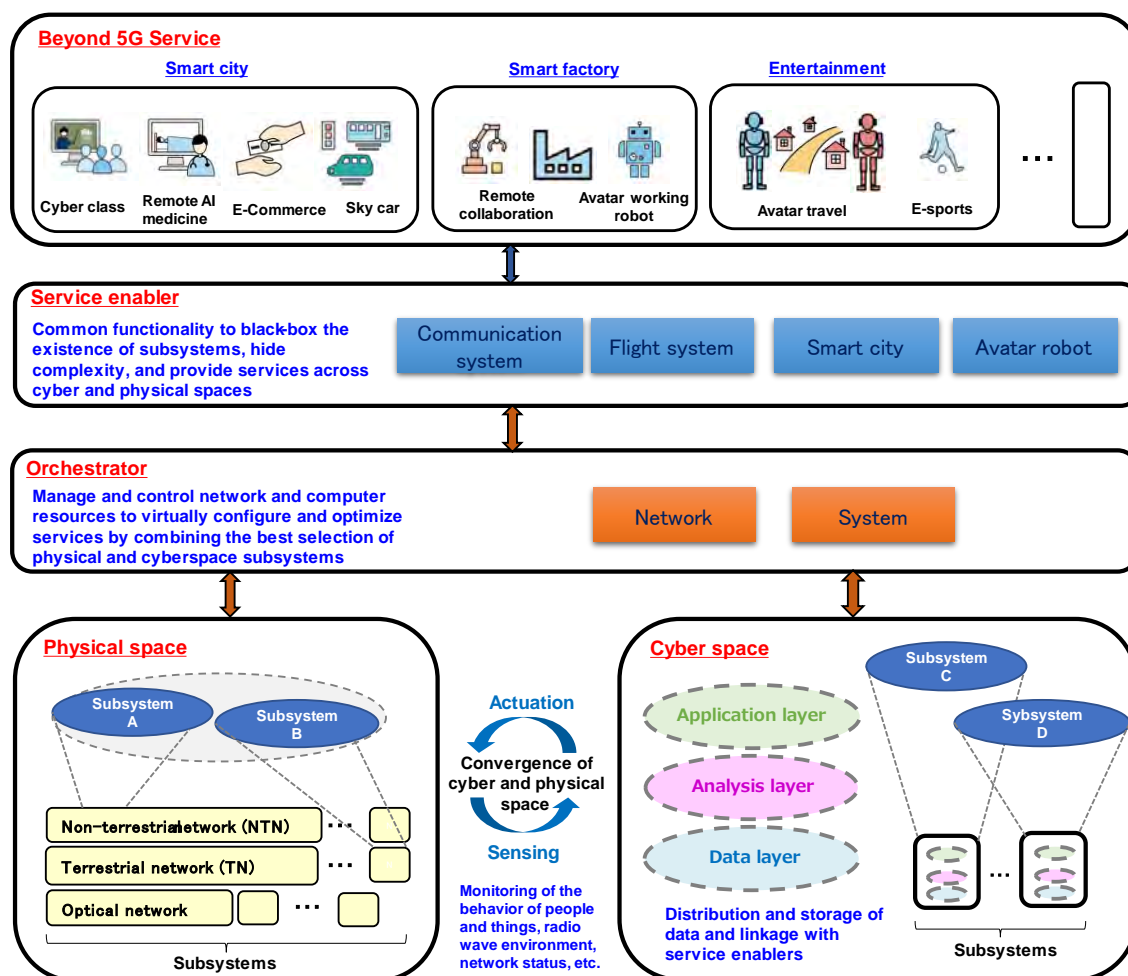 Beyond 5G Service
Smart city
Smart factory
Entertainment
Cyber class
Remote AI
medicine
E-Commerce
Sky car
Remote
collaboration
Avatar working
robot
Avatar travel
E-sports
...
Service enabler
Common functionality to black-box the
existence of subsystems, hide
complexity, and provide services across
cyber and physical spaces
Communication
system
Flight system
Smart city
Avatar robot
Orchestrator
Manage and control network and computer
resources to virtually configure and optimize
services by combining the best selection of
physical and cyberspace subsystems
Network
System
Physical space
Subsystem
A
Subsystem
B
Non-terrestrial network (NTN)
...
Terrestrial network (TN)
...
Optical network
...
Subsystems
Actuation
Convergence of
cyber and physical
space
Sensing
Monitoring of the
behavior of people
and things, radio
wave environment,
network status, etc.
Cyber space
Subsystem
C
Sybsystem
D
Application layer
Analysis layer
Data layer
...
Distribution and storage of
data and linkage with
service enablers
Subsystems